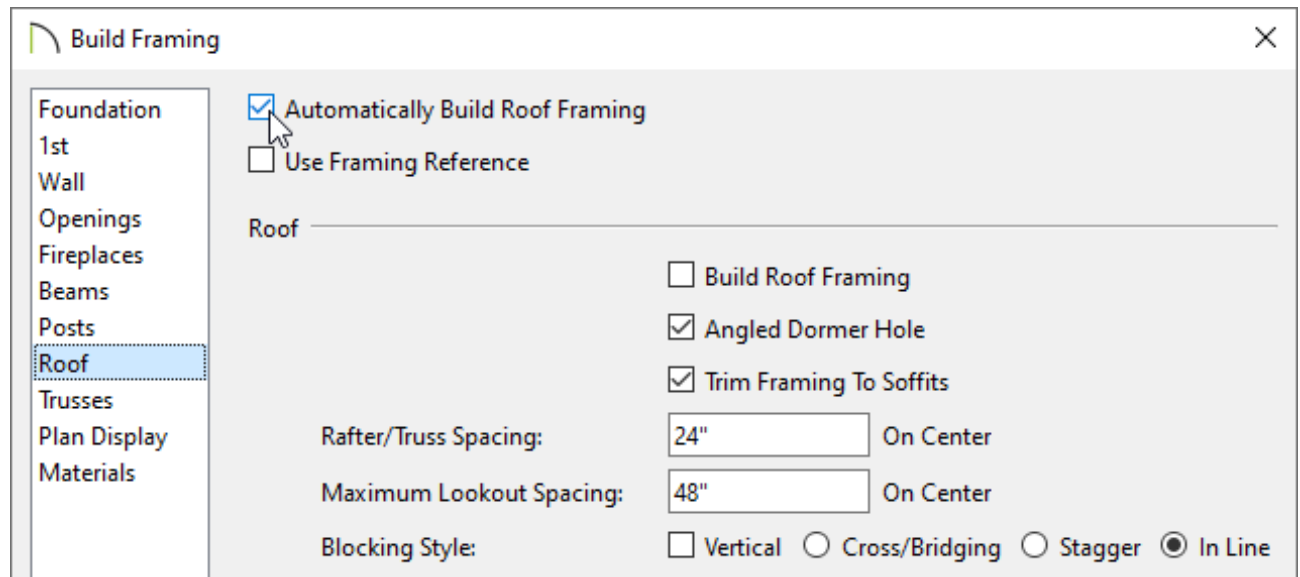 Build Framing
Foundation
1st
Wall
Openings
Fireplaces
Beams
Posts
Roof
Trusses
Plan Display
Materials
Automatically Build Roof Framing
Use Framing Reference
Roof
Build Roof Framing
Angled Dormer Hole
Trim Framing To Soffits
Rafter/Truss Spacing: 24" On Center
Maximum Lookout Spacing: 48" On Center
Blocking Style: Vertical Cross/Bridging Stagger In Line